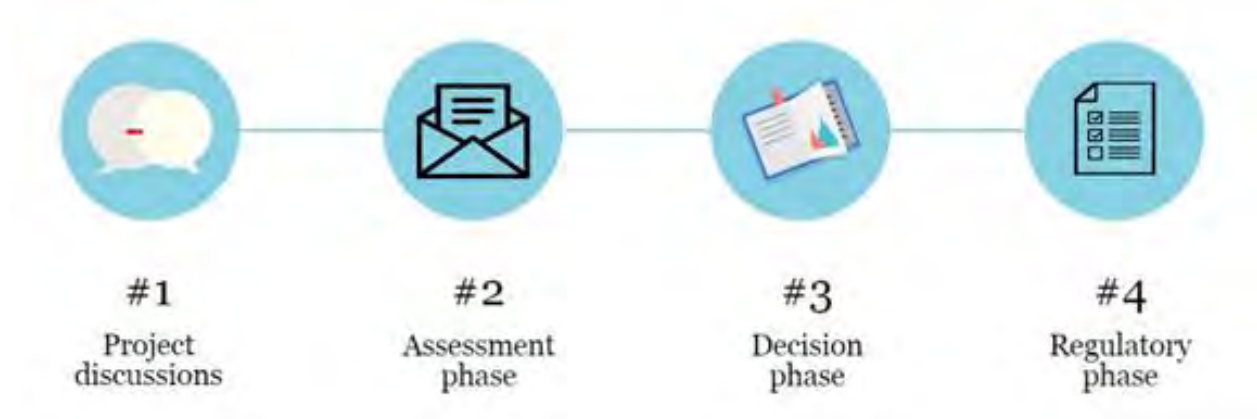 #1
Project
discussions
#2
Assessment
phase
#3
Decision
phase
#4
Regulatory
phase